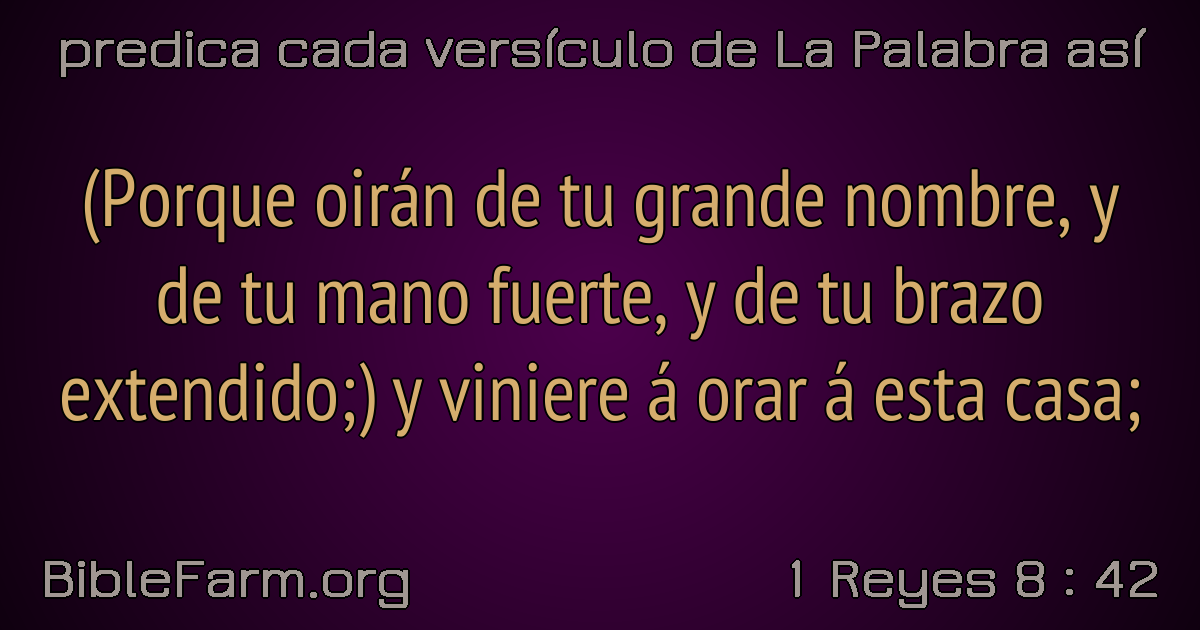 predica cada versículo de La Palabra así
(Porque oirán de tu grande nombre, y
de tu mano fuerte, y de tu brazo
extendido;) y viniere á orar á esta casa;
BibleFarm.org
1 Reyes 8 : 42